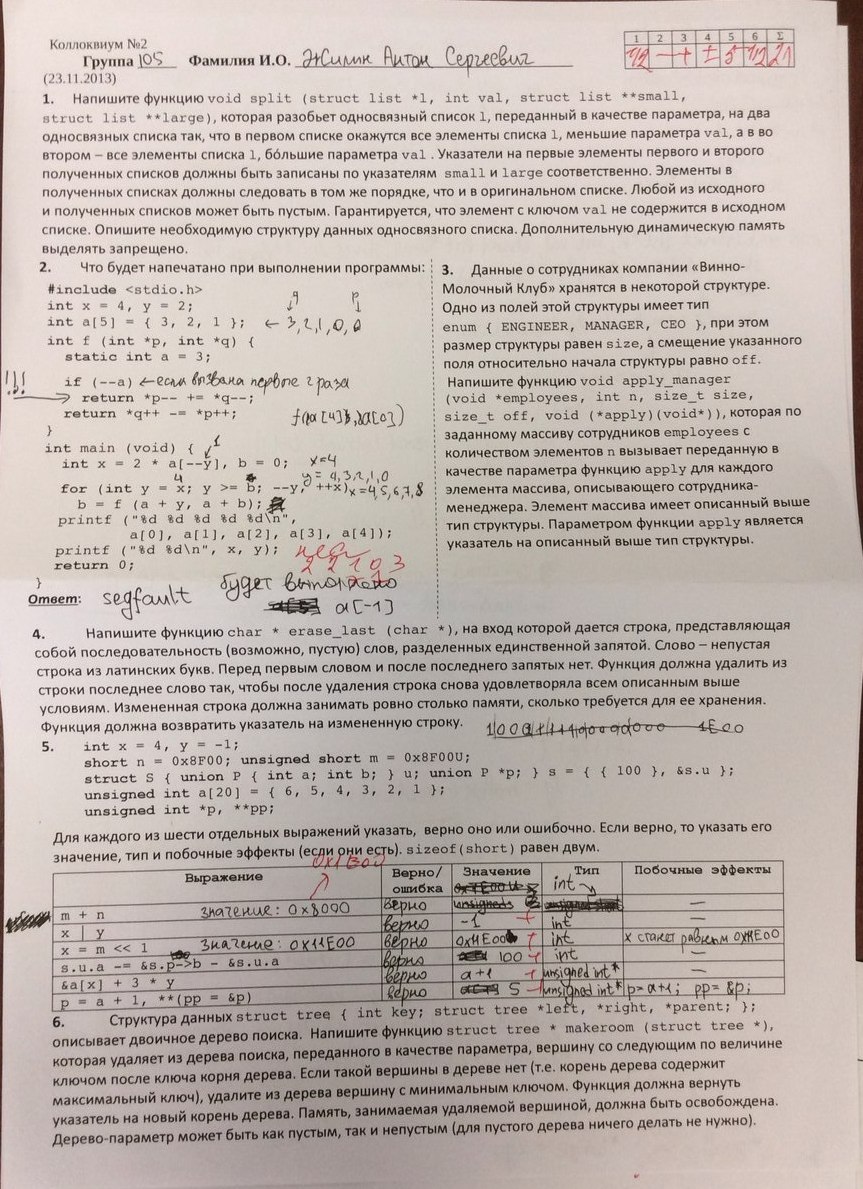 Коллоквиум №2
1 2 3 4 5 6 Σ
Группа 105 Фамилия И.О. Жилик Антон Сергеевич
1/2 − + ± 5 1/2 21
(23.11.2013)
1. Напишите функцию void split (struct list *l, int val, struct list **small,
struct list **large), которая разобьет односвязный список l, переданный в качестве параметра, на два
односвязных списка так, что в первом списке окажутся все элементы списка l, меньшие параметра val, а в во
втором – все элементы списка l, бóльшие параметра val . Указатели на первые элементы первого и второго
полученных списков должны быть записаны по указателям small и large соответственно. Элементы в
полученных списках должны следовать в том же порядке, что и в оригинальном списке. Любой из исходного
и полученных списков может быть пустым. Гарантируется, что элемент с ключом val не содержится в исходном
списке. Опишите необходимую структуру данных односвязного списка. Дополнительную динамическую память
выделять запрещено.
2. Что будет напечатано при выполнении программы:
#include <stdio.h>
int x = 4, y = 2;
q p
int a[5] = { 3, 2, 1 }; ← 3, 2, 1, 0, 0
int f (int *p, int *q) {
static int a = 3;
!!! if (--a) ← если вызвана первые 2 раза
return *p-- += *q--;
return *q++ -= *p++;
}
int main (void) {
1
int x = 2 * a[--y], b = 0; x=4
4
y = 4,3,2,1,0
for (int y = x; y >= b; --y, ++x) x=4,5,6,7,8
b = f (a + y, a + b);
printf ("%d %d %d %d %d\n",
a[0], a[1], a[2], a[3], a[4]);
printf ("%d %d\n", x, y); нет
return 0; 2 2 1 0 3
}
Ответ: segfault будет выполнено
a[-1]
3. Данные о сотрудниках компании «Винно-
Молочный Клуб» хранятся в некоторой структуре.
Одно из полей этой структуры имеет тип
enum { ENGINEER, MANAGER, CEO }, при этом
размер структуры равен size, а смещение указанного
поля относительно начала структуры равно off.
Напишите функцию void apply_manager
(void *employees, int n, size_t size,
size_t off, void (*apply)(void*)), которая по
заданному массиву сотрудников employees с
количеством элементов n вызывает переданную в
качестве параметра функцию apply для каждого
элемента массива, описывающего сотрудника-
менеджера. Элемент массива имеет описанный выше
тип структуры. Параметром функции apply является
указатель на описанный выше тип структуры.
4. Напишите функцию char * erase_last (char *), на вход которой дается строка, представляющая
собой последовательность (возможно, пустую) слов, разделенных единственной запятой. Слово – непустая
строка из латинских букв. Перед первым словом и после последнего запятых нет. Функция должна удалить из
строки последнее слово так, чтобы после удаления строка снова удовлетворяла всем описанным выше
условиям. Измененная строка должна занимать ровно столько памяти, сколько требуется для ее хранения.
Функция должна возвратить указатель на измененную строку.
5. int x = 4, y = -1;
short n = 0x8F00; unsigned short m = 0x8F00U;
struct S { union P { int a; int b; } u; union P *p; } s = { { 100 }, &s.u };
unsigned int a[20] = { 6, 5, 4, 3, 2, 1 };
unsigned int *p, **pp;
Для каждого из шести отдельных выражений указать, верно оно или ошибочно. Если верно, то указать его
значение, тип и побочные эффекты (если они есть). sizeof(short) равен двум.
Выражение Верно/ошибка Значение Тип Побочные эффекты
int
m + n значение: 0x8000 верно —
x | y верно -1 + int —
x = m << 1 значение: 0x11E00 верно 0x11E00 + int x станет равным 0x11E00
s.u.a -= &s.p->b - &s.u.a верно 100 + int —
&a[x] + 3 * y верно a+1 + unsigned int* —
p = a + 1, **(pp = &p) верно 5 − unsigned int* p=a+1; pp=&p;
6. Структура данных struct tree { int key; struct tree *left, *right, *parent; };
описывает двоичное дерево поиска. Напишите функцию struct tree * makeroom (struct tree *),
которая удаляет из дерева поиска, переданного в качестве параметра, вершину со следующим по величине
ключом после ключа корня дерева. Если такой вершины в дереве нет (т.е. корень дерева содержит
максимальный ключ), удалите из дерева вершину с минимальным ключом. Функция должна вернуть
указатель на новый корень дерева. Память, занимаемая удаляемой вершиной, должна быть освобождена.
Дерево-параметр может быть как пустым, так и непустым (для пустого дерева ничего делать не нужно).